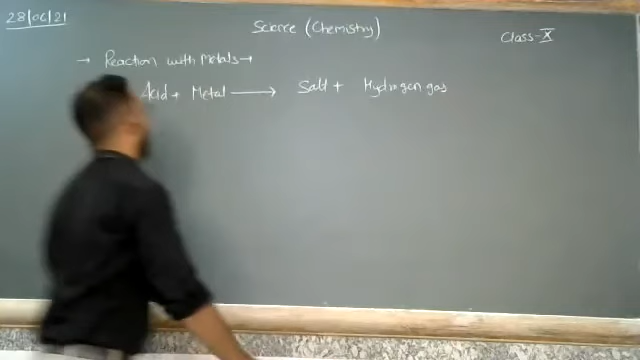 28/06/21
Science (Chemistry)
Class-X
→ Reaction with Metals →
Acid + Metal → Salt + Hydrogen gas